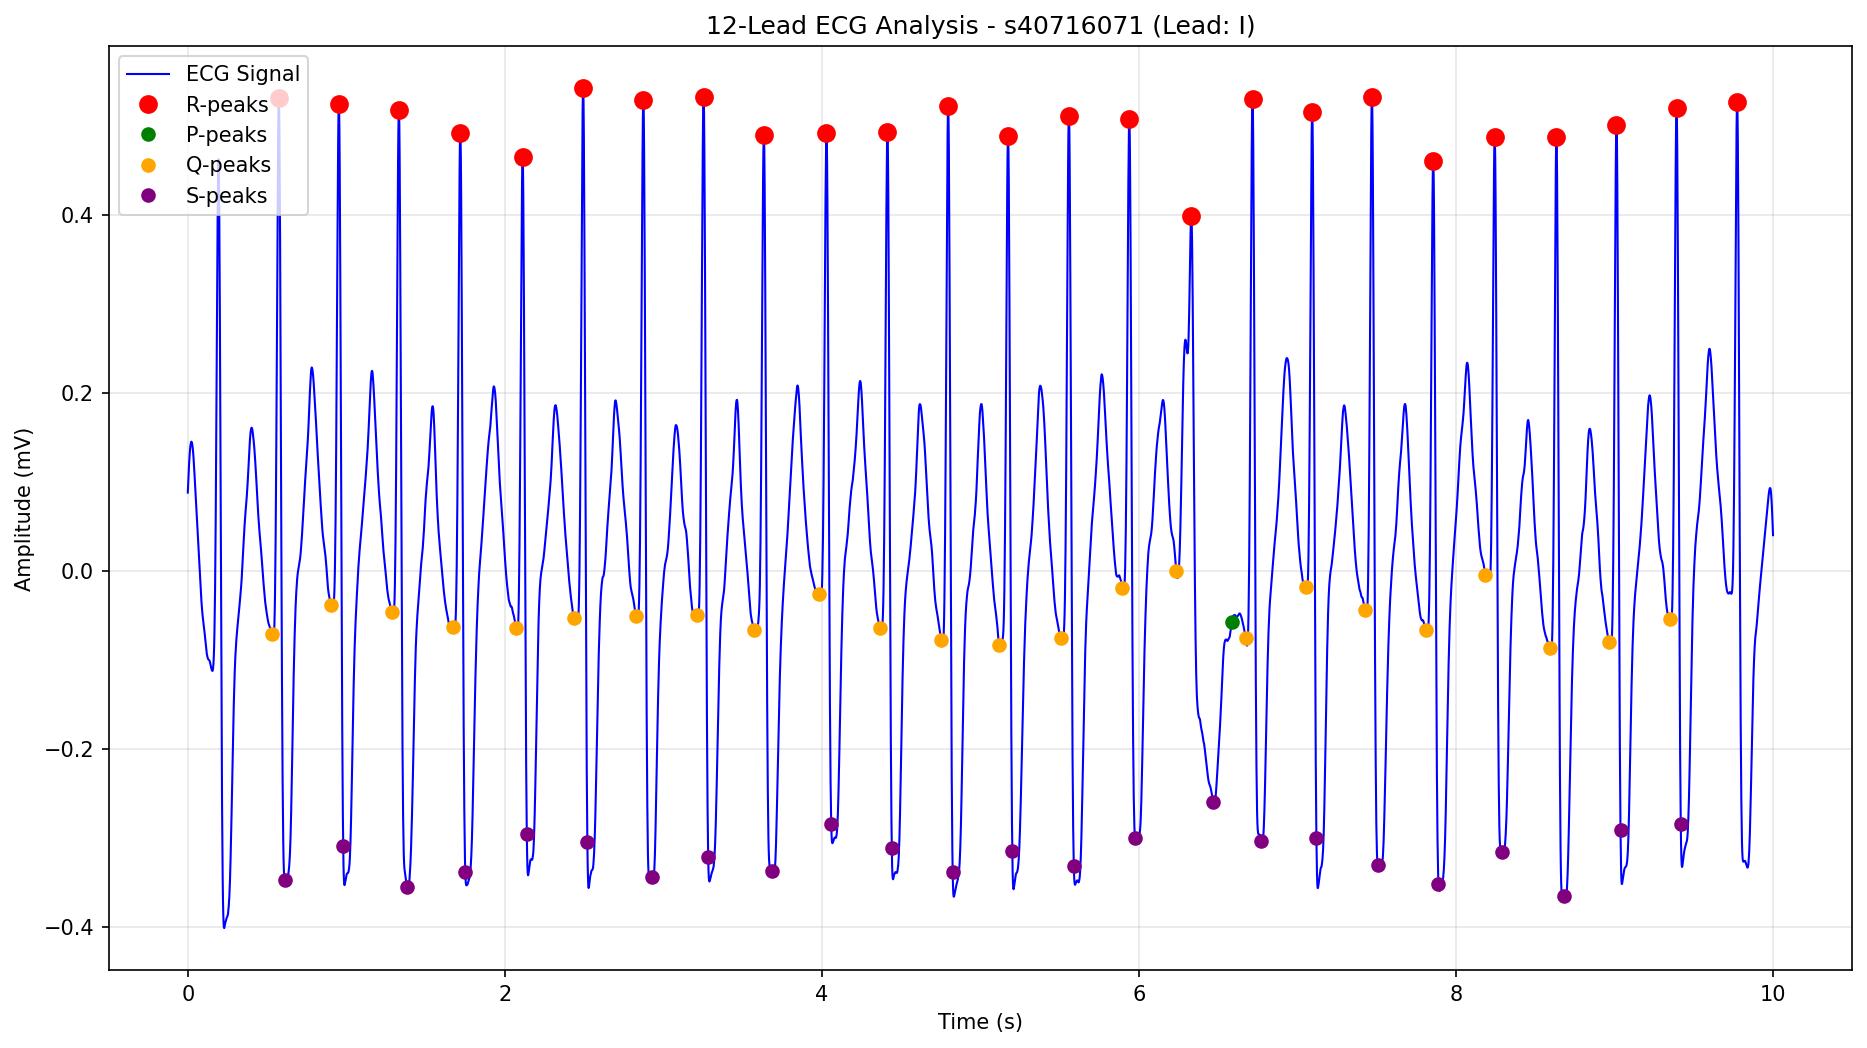 12-Lead ECG Analysis - s40716071 (Lead: I)
ECG Signal
R-peaks
P-peaks
Q-peaks
S-peaks
Amplitude (mV)
0.4
0.2
0.0
−0.2
−0.4
0 2 4 6 8 10
Time (s)